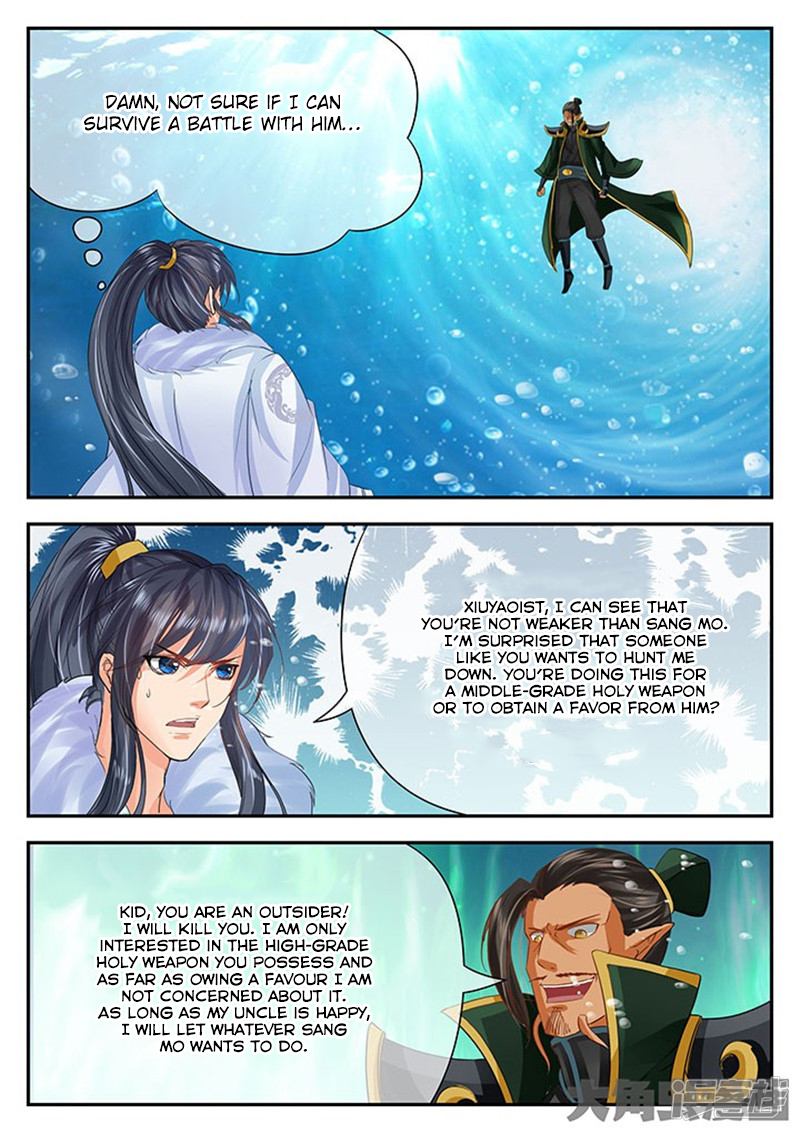 DAMN, NOT SURE IF I CAN
SURVIVE A BATTLE WITH HIM...
XIUYAOIST, I CAN SEE THAT
YOU'RE NOT WEAKER THAN SANG MO.
I'M SURPRISED THAT SOMEONE
LIKE YOU WANTS TO HUNT ME
DOWN. YOU'RE DOING THIS FOR
A MIDDLE-GRADE HOLY WEAPON
OR TO OBTAIN A FAVOR FROM HIM?
KID, YOU ARE AN OUTSIDER!
I WILL KILL YOU. I AM ONLY
INTERESTED IN THE HIGH-GRADE
HOLY WEAPON YOU POSSESS AND
AS FAR AS OWING A FAVOUR I AM
NOT CONCERNED ABOUT IT.
AS LONG AS MY UNCLE IS HAPPY,
I WILL LET WHATEVER SANG
MO WANTS TO DO.
大角虫